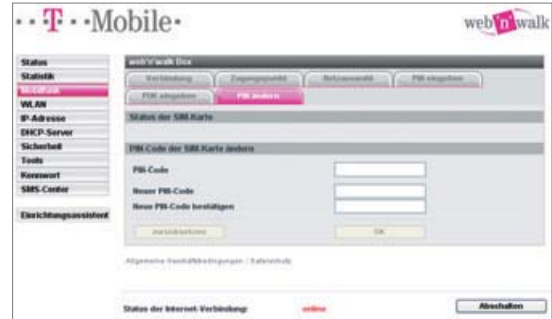 T··Mobile·
web'n'walk
Status
Statistik
Mobilfunk
WLAN
IP-Adresse
DHCP-Server
Sicherheit
Tools
Kennwort
SMS-Center
Einrichtungsassistent
web'n'walk Box
Verbindung
Zugangspunkt
Netzauswahl
PIN eingeben
PUK eingeben
PIN ändern
Status der SIM-Karte
PIN-Code der SIM-Karte ändern
PIN-Code
Neuer PIN-Code
Neue PIN-Code bestätigen
zurücksetzen
OK
Allgemeine Geschäftsbedingungen / Datenschutz
Status der Internet-Verbindung:
online
Abschalten